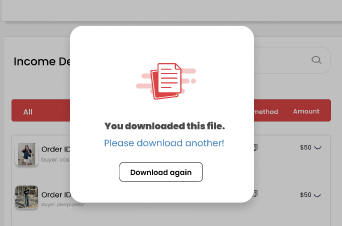 Income De
You downloaded this file.
Please download another!
Download again
All
method
Amount
Order ID
$50
Order ID
buyer
$50